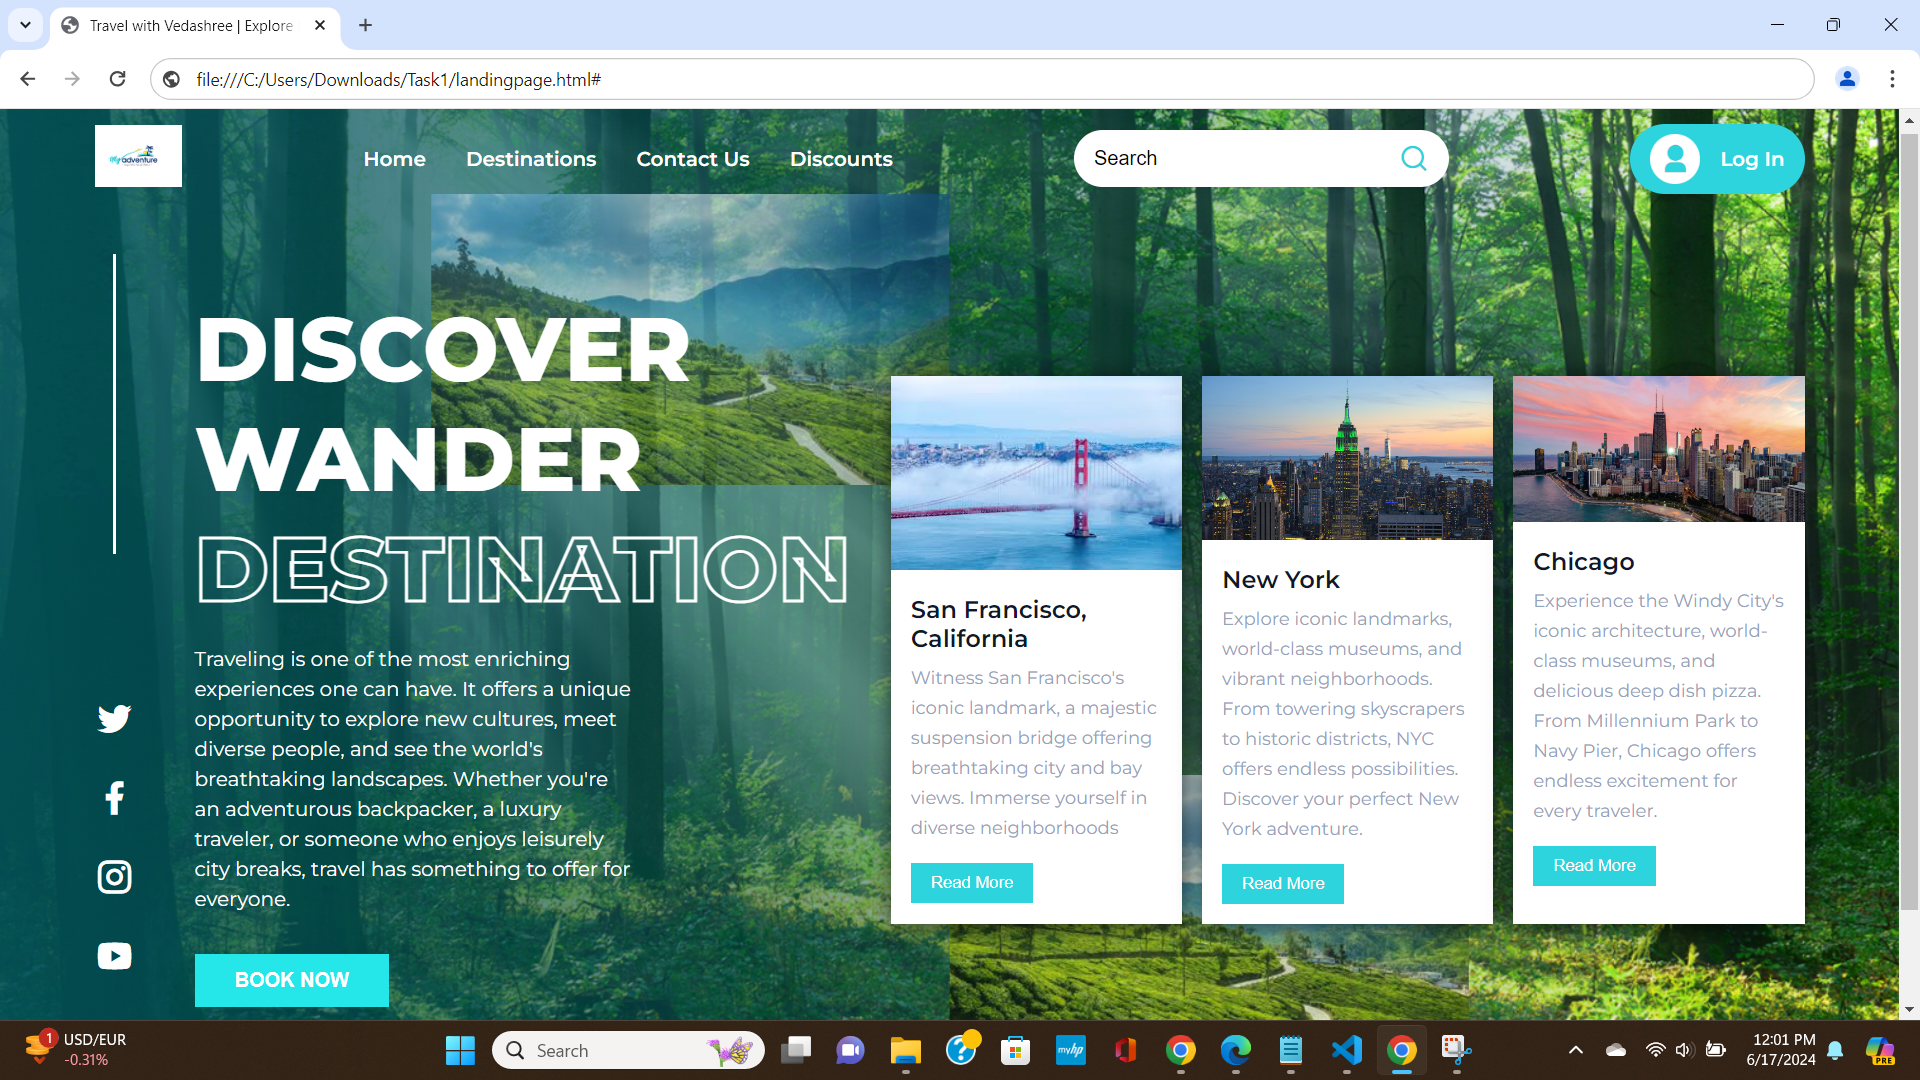 Travel with Vedashree | Explore
file:///C:/Users/Downloads/Task1/landingpage.html#
My adventure
Home Destinations Contact Us Discounts
Search
Log In
DISCOVER
WANDER
DESTINATION
Traveling is one of the most enriching
experiences one can have. It offers a unique
opportunity to explore new cultures, meet
diverse people, and see the world's
breathtaking landscapes. Whether you're
an adventurous backpacker, a luxury
traveler, or someone who enjoys leisurely
city breaks, travel has something to offer for
everyone.
BOOK NOW
San Francisco,
California
Witness San Francisco's
iconic landmark, a majestic
suspension bridge offering
breathtaking city and bay
views. Immerse yourself in
diverse neighborhoods
Read More
New York
Explore iconic landmarks,
world-class museums, and
vibrant neighborhoods.
From towering skyscrapers
to historic districts, NYC
offers endless possibilities.
Discover your perfect New
York adventure.
Read More
Chicago
Experience the Windy City's
iconic architecture, world-
class museums, and
delicious deep dish pizza.
From Millennium Park to
Navy Pier, Chicago offers
endless excitement for
every traveler.
Read More
1
USD/EUR
-0.31%
Search
myhp
12:01 PM
6/17/2024
PRE